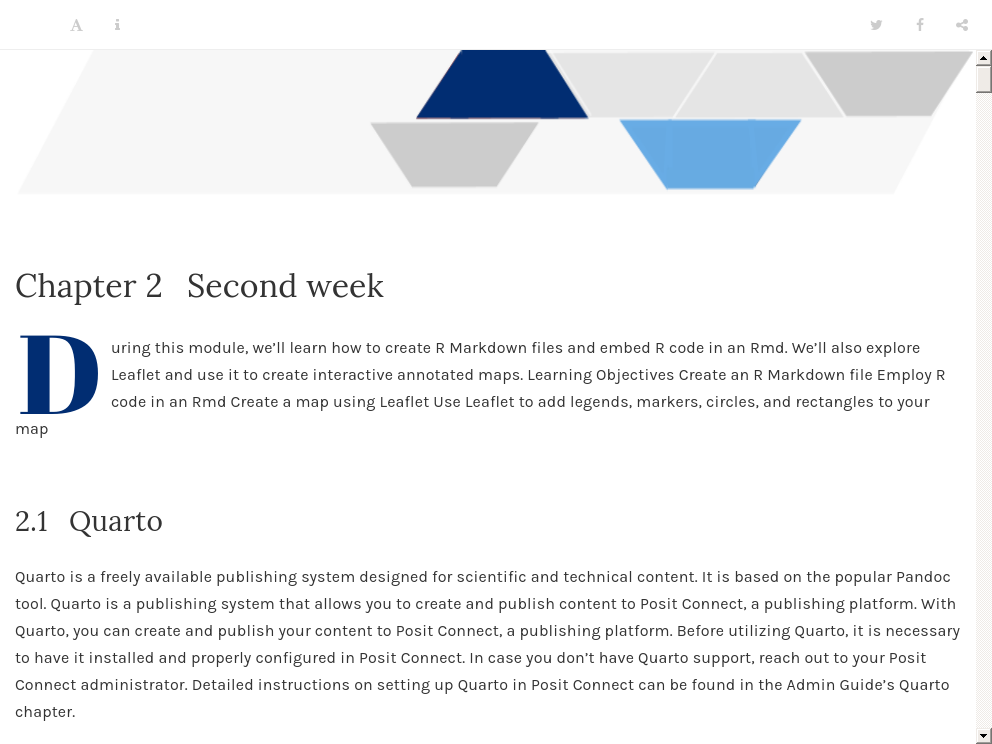 Chapter 2 Second week
During this module, we’ll learn how to create R Markdown files and embed R code in an Rmd. We’ll also explore
Leaflet and use it to create interactive annotated maps. Learning Objectives Create an R Markdown file Employ R
code in an Rmd Create a map using Leaflet Use Leaflet to add legends, markers, circles, and rectangles to your
map
2.1 Quarto
Quarto is a freely available publishing system designed for scientific and technical content. It is based on the popular Pandoc
tool. Quarto is a publishing system that allows you to create and publish content to Posit Connect, a publishing platform. With
Quarto, you can create and publish your content to Posit Connect, a publishing platform. Before utilizing Quarto, it is necessary
to have it installed and properly configured in Posit Connect. In case you don’t have Quarto support, reach out to your Posit
Connect administrator. Detailed instructions on setting up Quarto in Posit Connect can be found in the Admin Guide’s Quarto
chapter.